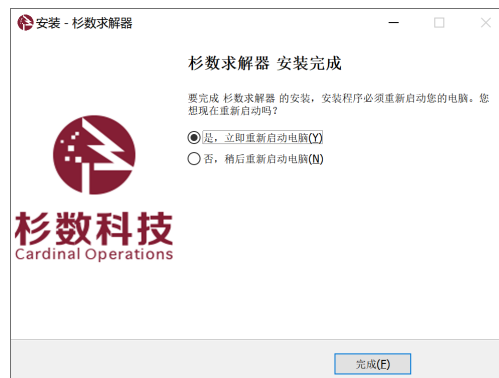 安装 - 杉数求解器
杉数求解器 安装完成
要完成 杉数求解器 的安装，安装程序必须重新启动您的电脑。您
想现在重新启动吗？
是，立即重新启动电脑(Y)
否，稍后重新启动电脑(N)
杉数科技
Cardinal Operations
完成(F)